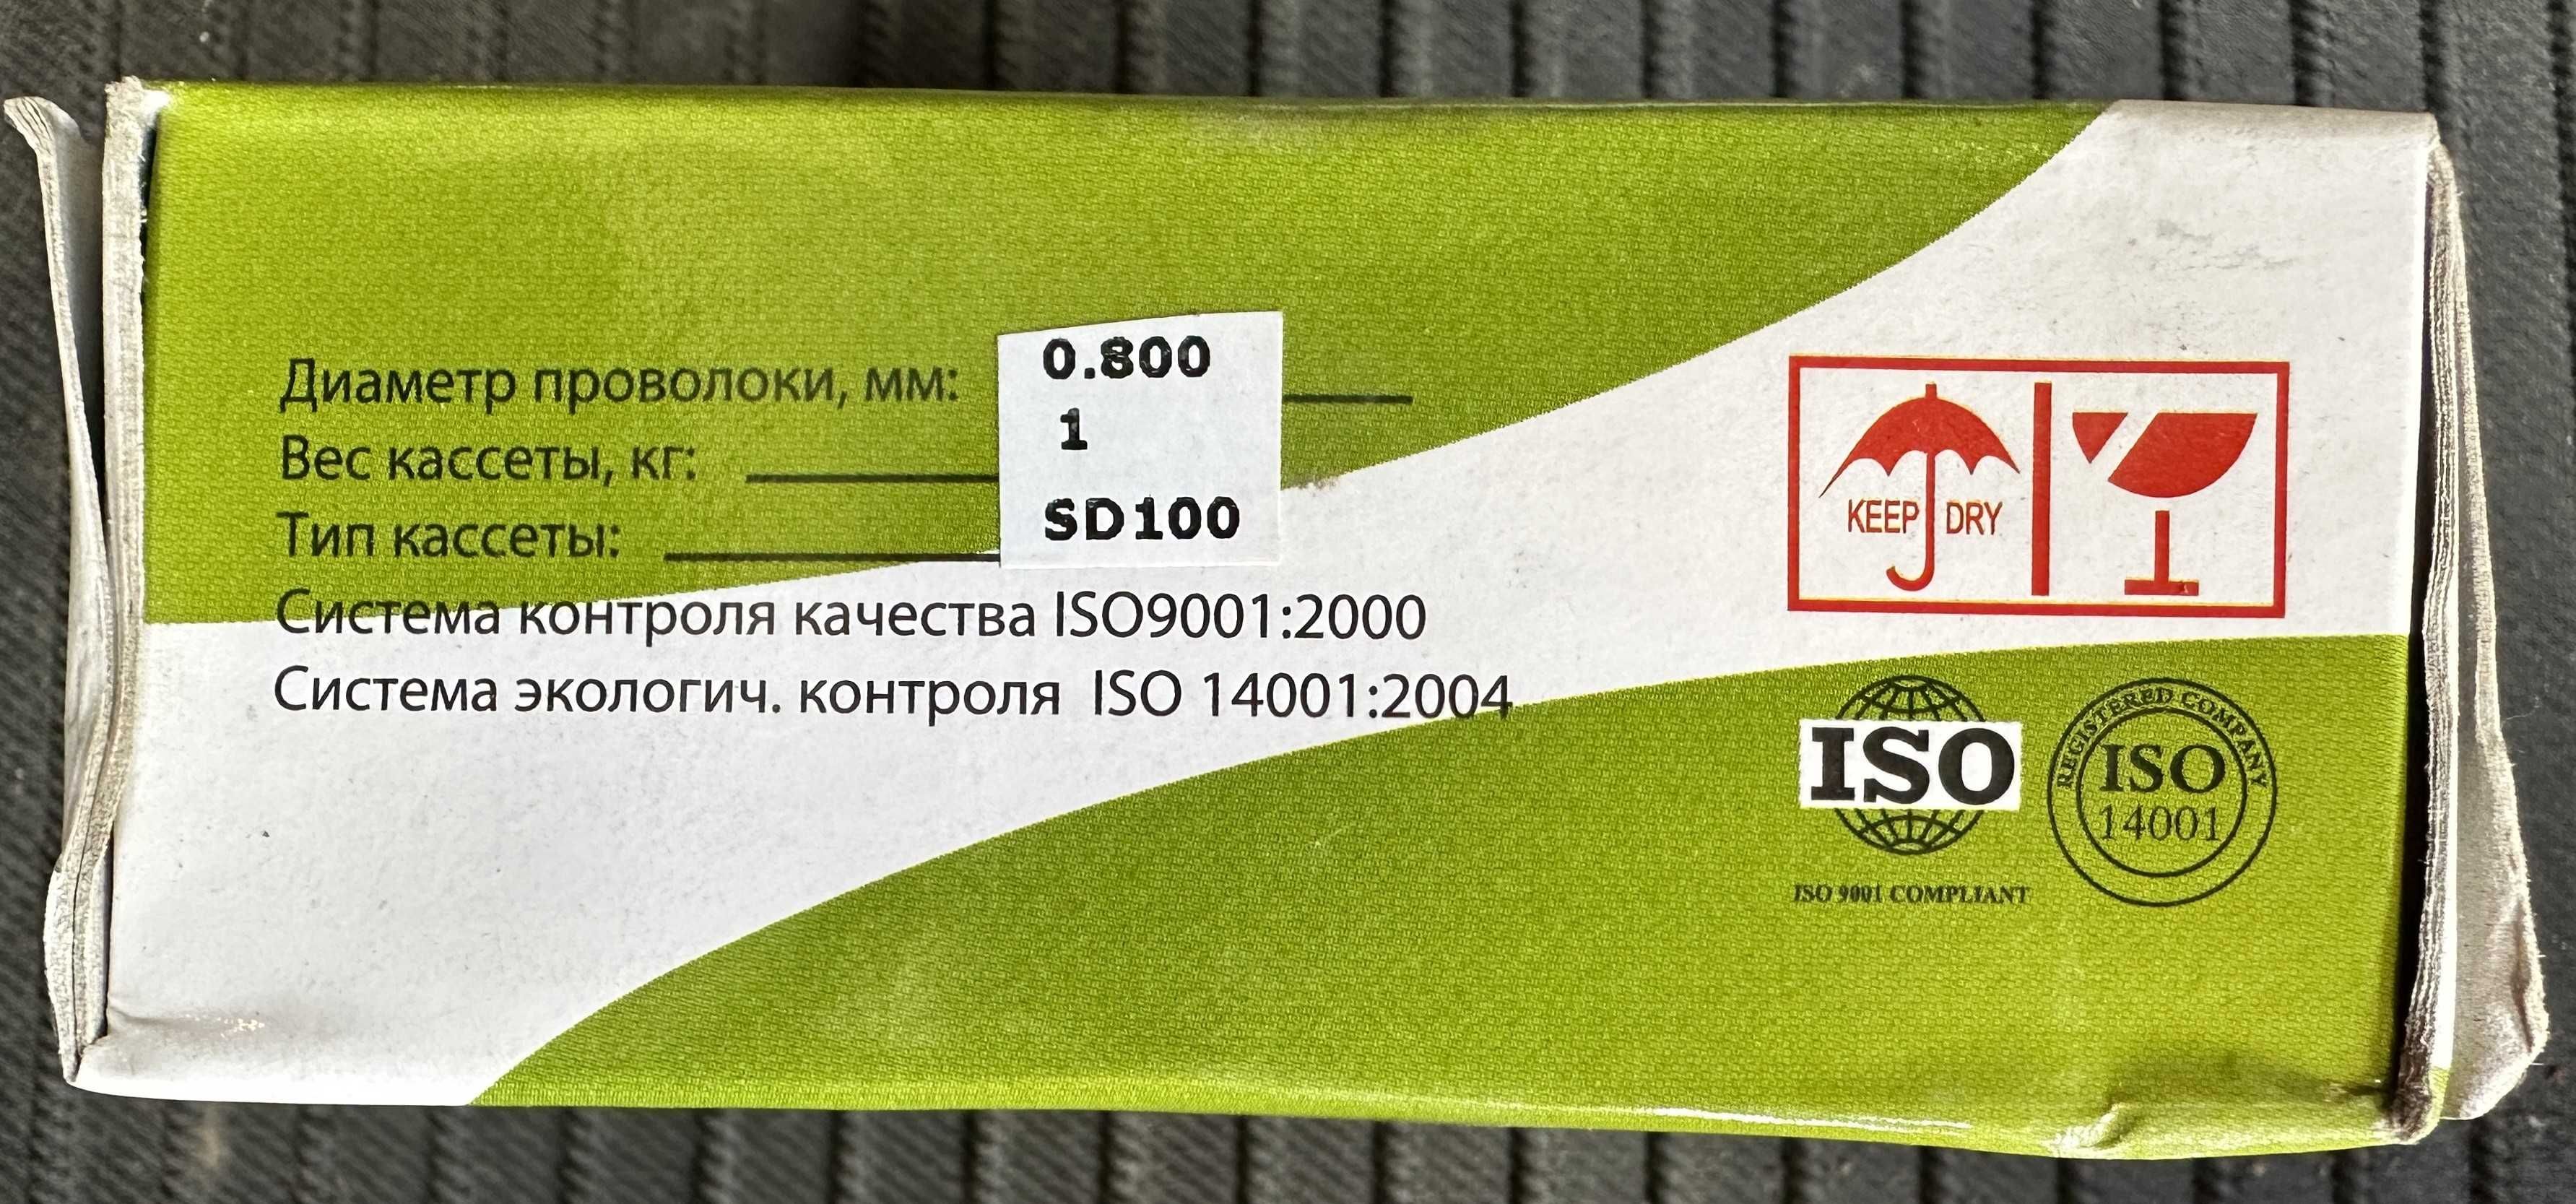 Диаметр проволоки, мм: 0.800
Вес кассеты, кг: 1
Тип кассеты: SD100
Система контроля качества ISO9001:2000
Система экологич. контроля ISO 14001:2004
KEEP DRY
ISO
ISO 9001 COMPLIANT
REGISTERED COMPANY
ISO
14001